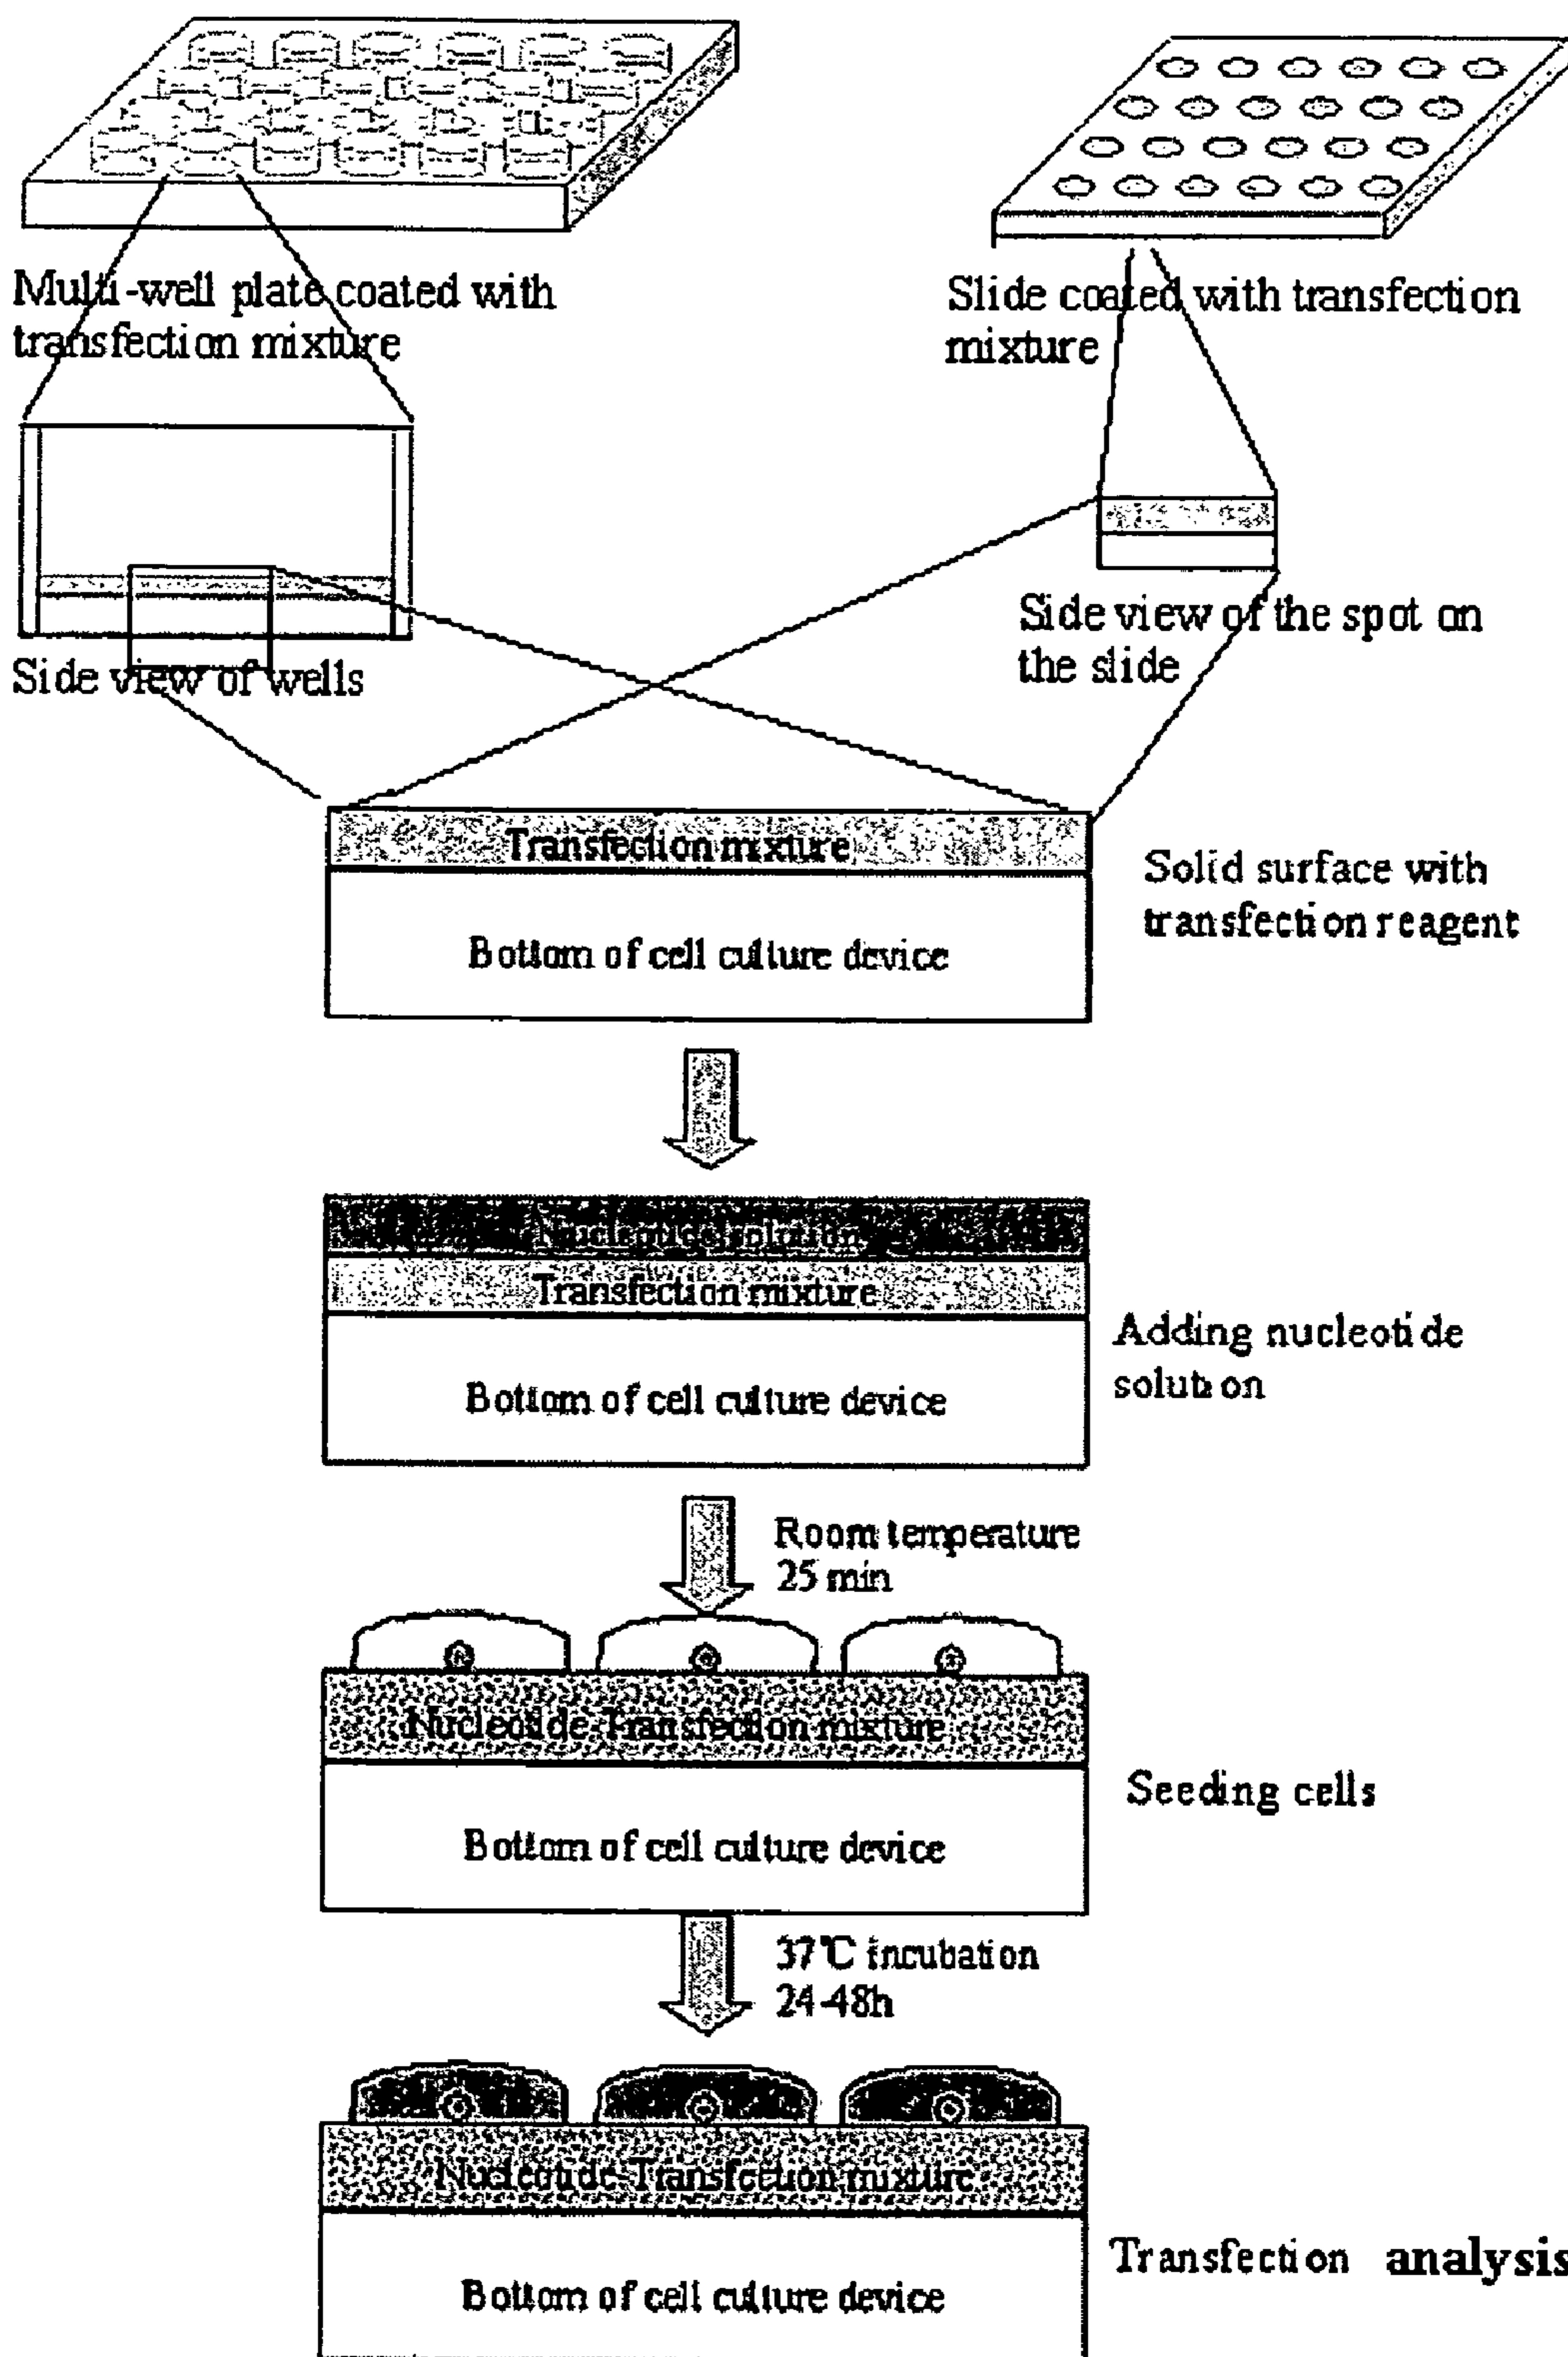 Multi-well plate coated with
transfection mixture
Slide coated with transfection
mixture
Side view of wells
Side view of the spot on
the slide
Transfection mixture
Bottom of cell culture device
Solid surface with
transfection reagent
Nucleotide solution
Transfection mixture
Bottom of cell culture device
Adding nucleotide
solution
Room temperature
25 min
Nucleotide-Transfection mixture
Bottom of cell culture device
Seeding cells
37°C incubation
24-48h
Nucleotide-Transfection mixture
Bottom of cell culture device
Transfection analysis